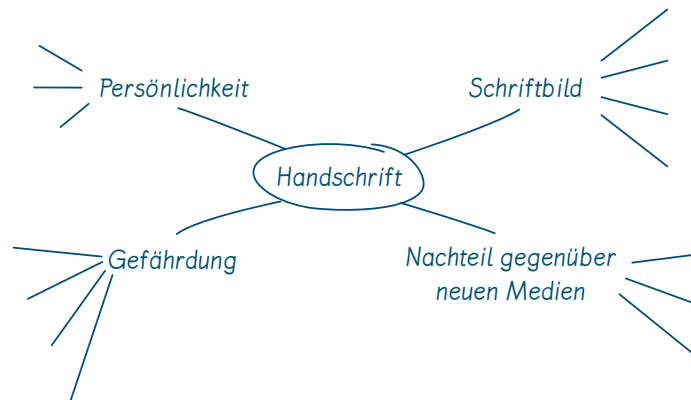 Persönlichkeit
Schriftbild
Handschrift
Gefährdung
Nachteil gegenüber
neuen Medien